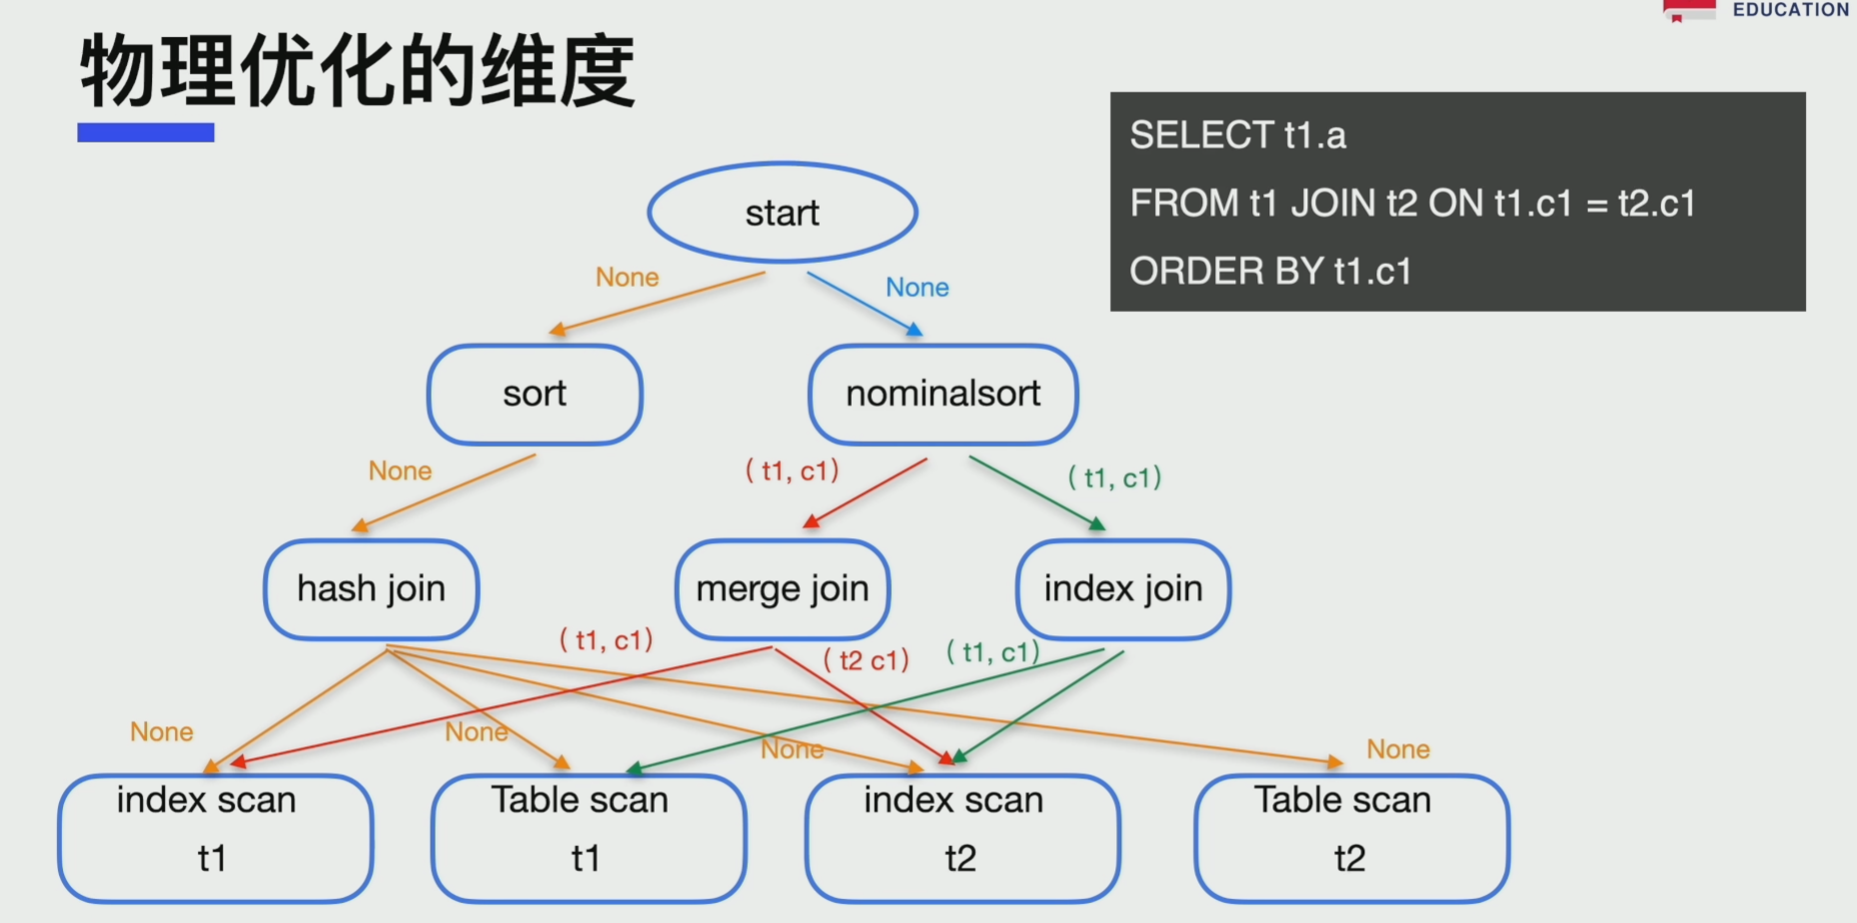 EDUCATION
物理优化的维度
SELECT t1.a
FROM t1 JOIN t2 ON t1.c1 = t2.c1
ORDER BY t1.c1
start
None
None
sort
nominalsort
None
( t1, c1)
( t1, c1)
hash join
merge join
index join
( t1, c1)
( t2 c1)
( t1, c1)
None
None
None
None
index scan
t1
Table scan
t1
index scan
t2
Table scan
t2